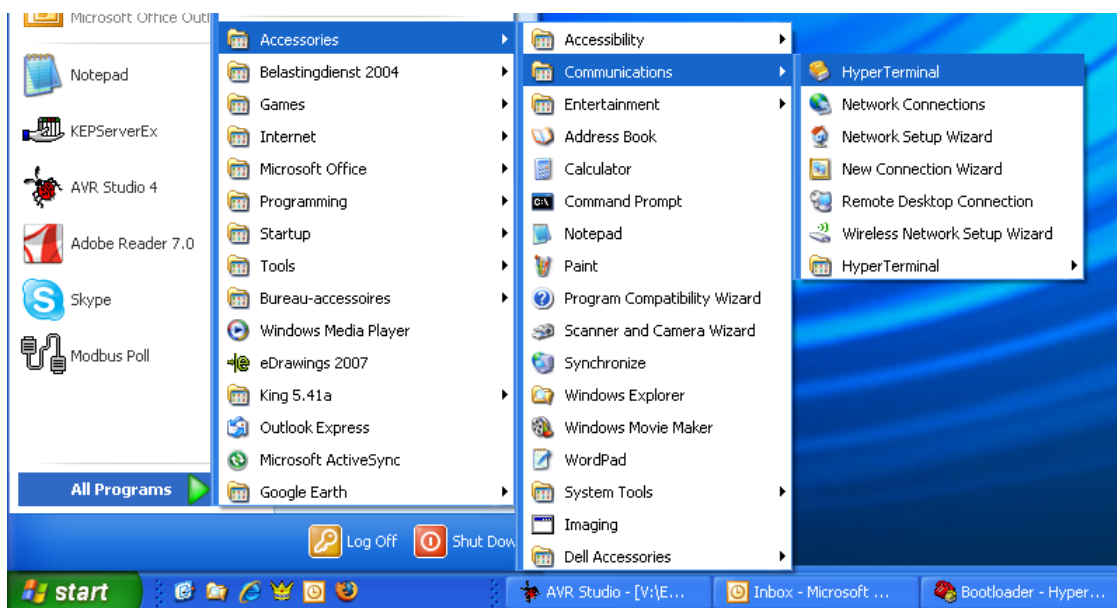 Microsoft Office Outl
Notepad
KEPServerEx
AVR Studio 4
Adobe Reader 7.0
Skype
Modbus Poll
All Programs
Log Off
Shut Dow
Accessories
Belastingdienst 2004
Games
Internet
Microsoft Office
Programming
Startup
Tools
Bureau-accessoires
Windows Media Player
eDrawings 2007
King 5.41a
Outlook Express
Microsoft ActiveSync
Google Earth
Accessibility
Communications
Entertainment
Address Book
Calculator
Command Prompt
Notepad
Paint
Program Compatibility Wizard
Scanner and Camera Wizard
Synchronize
Windows Explorer
Windows Movie Maker
WordPad
System Tools
Imaging
Dell Accessories
HyperTerminal
Network Connections
Network Setup Wizard
New Connection Wizard
Remote Desktop Connection
Wireless Network Setup Wizard
HyperTerminal
start
AVR Studio - [V:\E...
Inbox - Microsoft ...
Bootloader - Hyper...